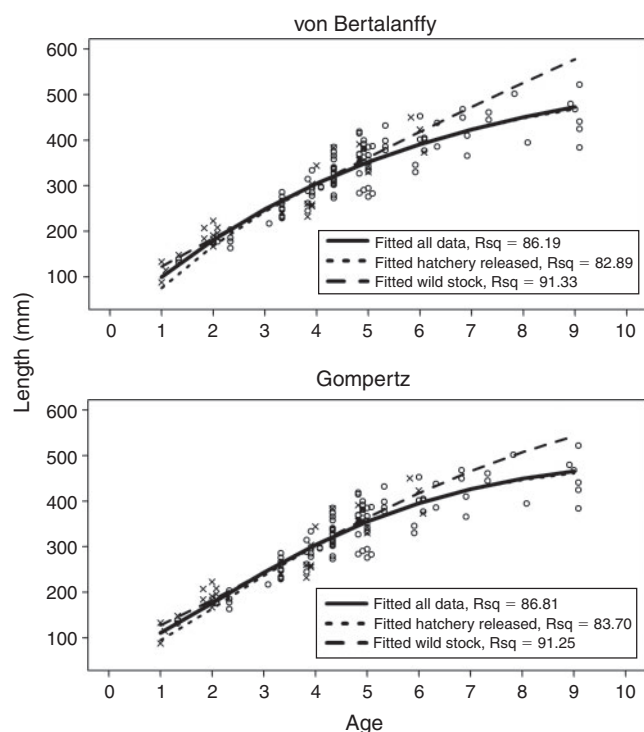 von Bertalanffy
600
500
400
300
200
100
Fitted all data, Rsq = 86.19
Fitted hatchery released, Rsq = 82.89
Fitted wild stock, Rsq = 91.33
0 1 2 3 4 5 6 7 8 9 10
Length (mm)
Gompertz
600
500
400
300
200
100
Fitted all data, Rsq = 86.81
Fitted hatchery released, Rsq = 83.70
Fitted wild stock, Rsq = 91.25
0 1 2 3 4 5 6 7 8 9 10
Age